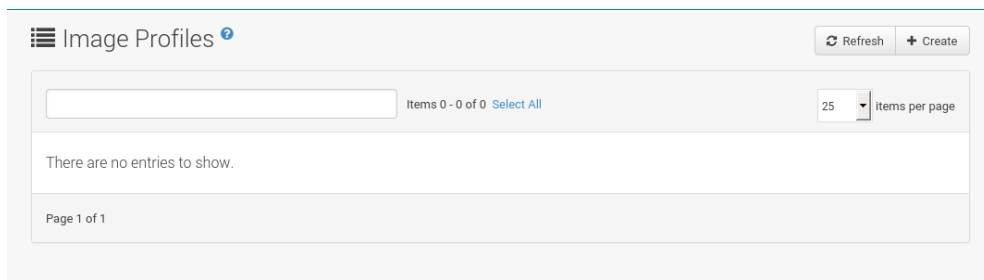 Image Profiles ?
Refresh
Create
Items 0 - 0 of 0 Select All
25 items per page
There are no entries to show.
Page 1 of 1